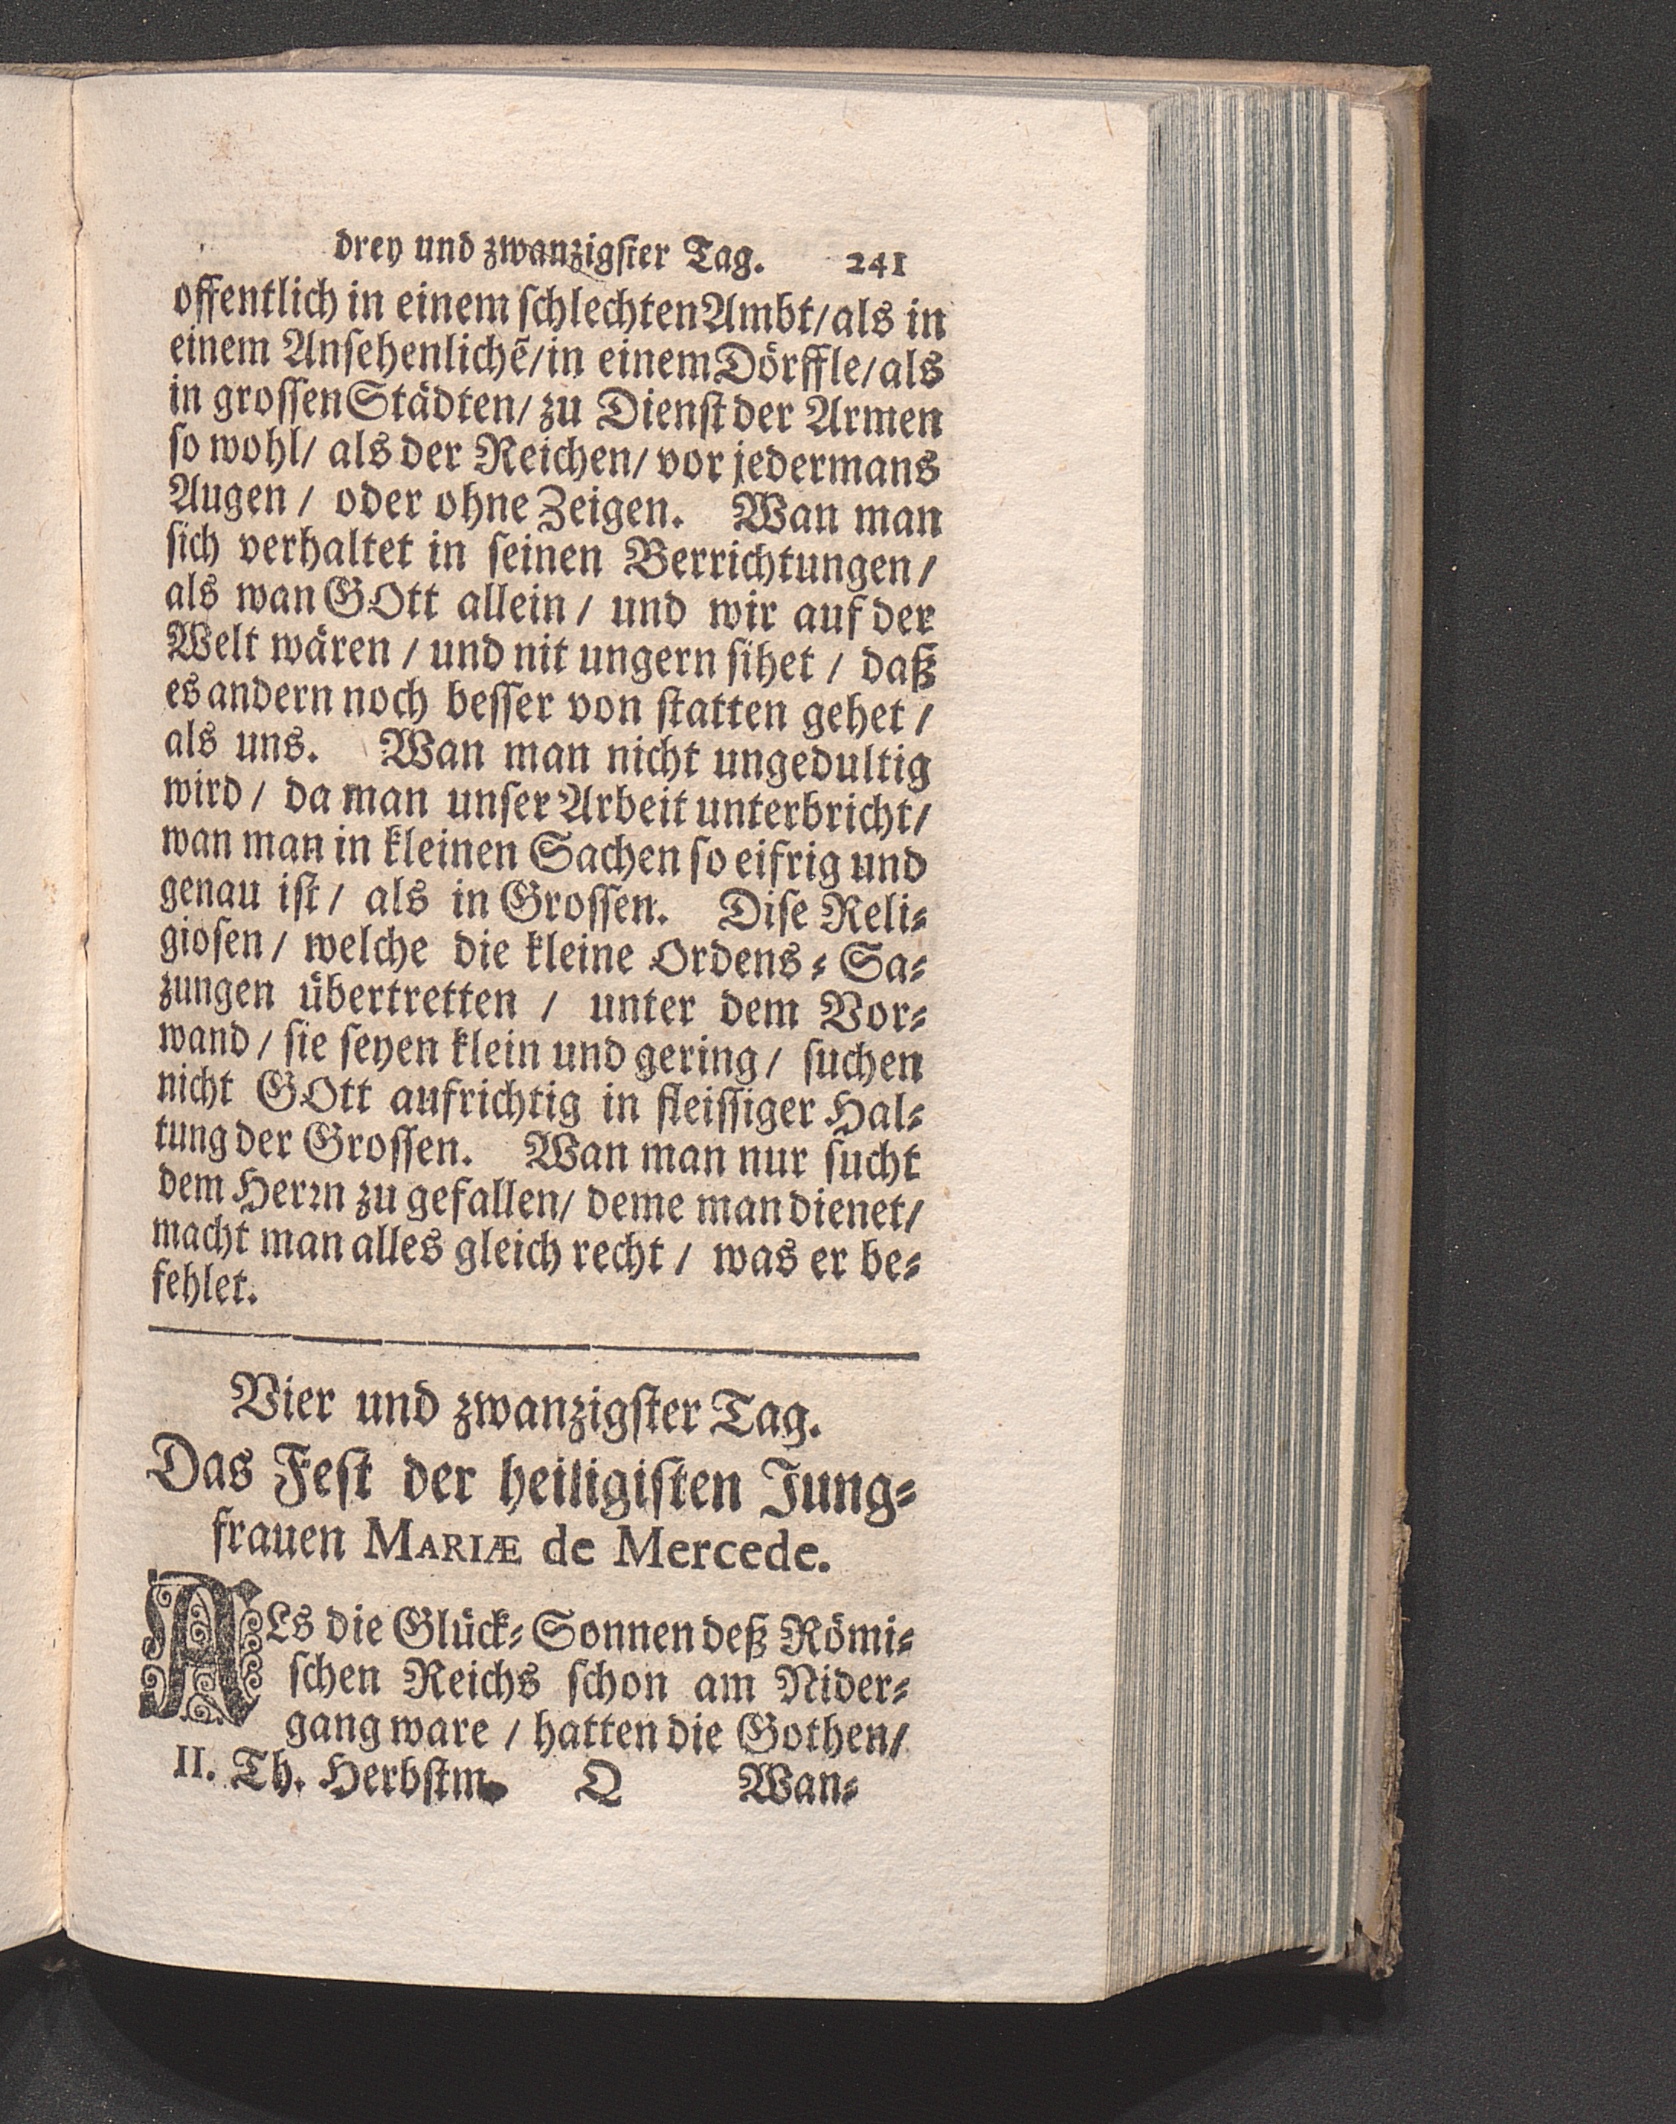 drey und zwanzigster Tag. 241
offentlich in einem schlechten Ambt/ als in
einem Ansehenlichẽ/ in einem Dörffle/ als
in grossen Städten/ zu Dienst der Armen
so wohl/ als der Reichen/ vor jedermans
Augen / oder ohne Zeigen. Wan man
sich verhaltet in seinen Verrichtungen/
als wan GOtt allein / und wir auf der
Welt wären / und nit ungern sihet / daß
es andern noch besser von statten gehet /
als uns. Wan man nicht ungedultig
wird / da man unser Arbeit unterbricht/
wan man in kleinen Sachen so eifrig und
genau ist / als in Grossen. Dise Reli-
giosen / welche die kleine Ordens-Sa-
zungen übertretten / unter dem Vor-
wand / sie seyen klein und gering / suchen
nicht GOtt aufrichtig in fleissiger Hal-
tung der Grossen. Wan man nur sucht
dem Herrn zu gefallen/ deme man dienet/
macht man alles gleich recht / was er be-
fehlet.
Vier und zwanzigster Tag.
Das Fest der heiligisten Jung-
frauen MARIÆ de Mercede.
ALs die Glück-Sonnen deß Römi-
schen Reichs schon am Nider-
gang ware / hatten die Gothen/
II. Th. Herbstm. Q Wan-